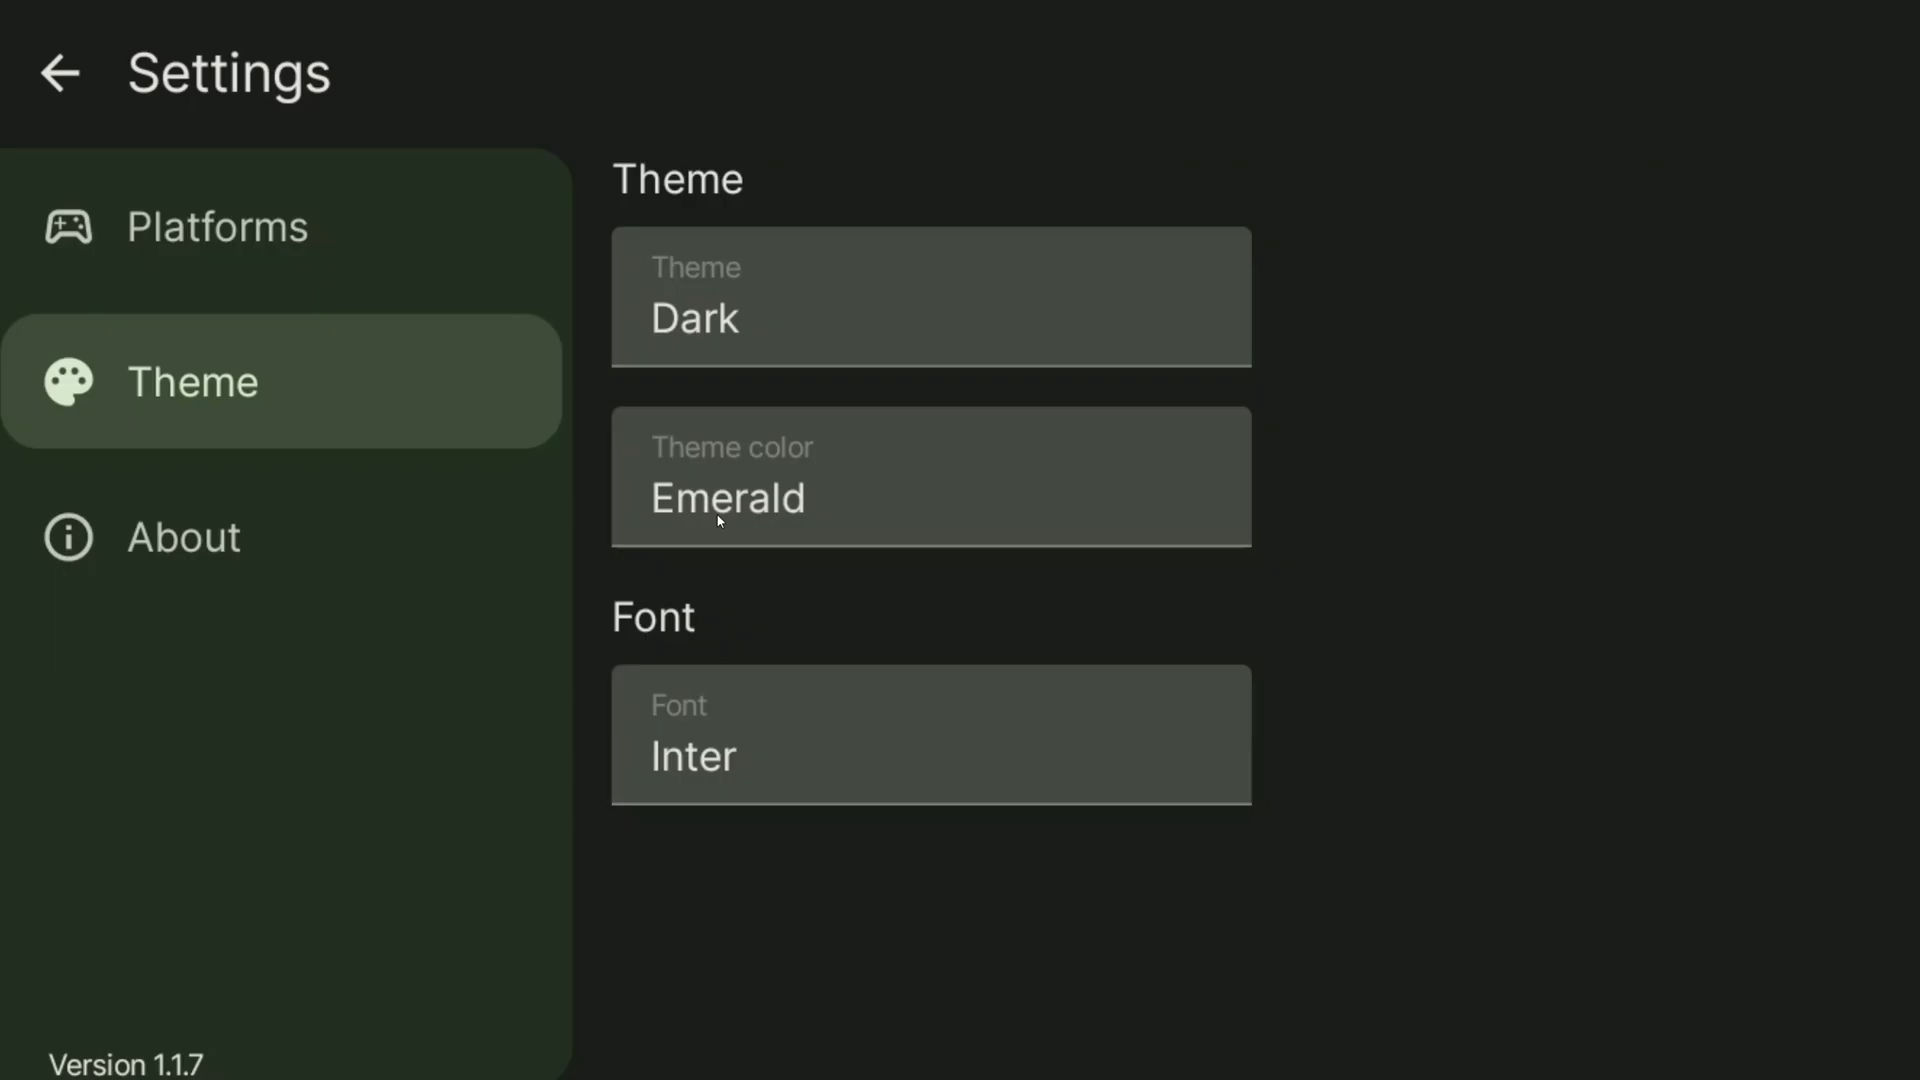 Settings
Platforms
Theme
About
Version 1.1.7
Theme
Theme
Dark
Theme color
Emerald
Font
Font
Inter